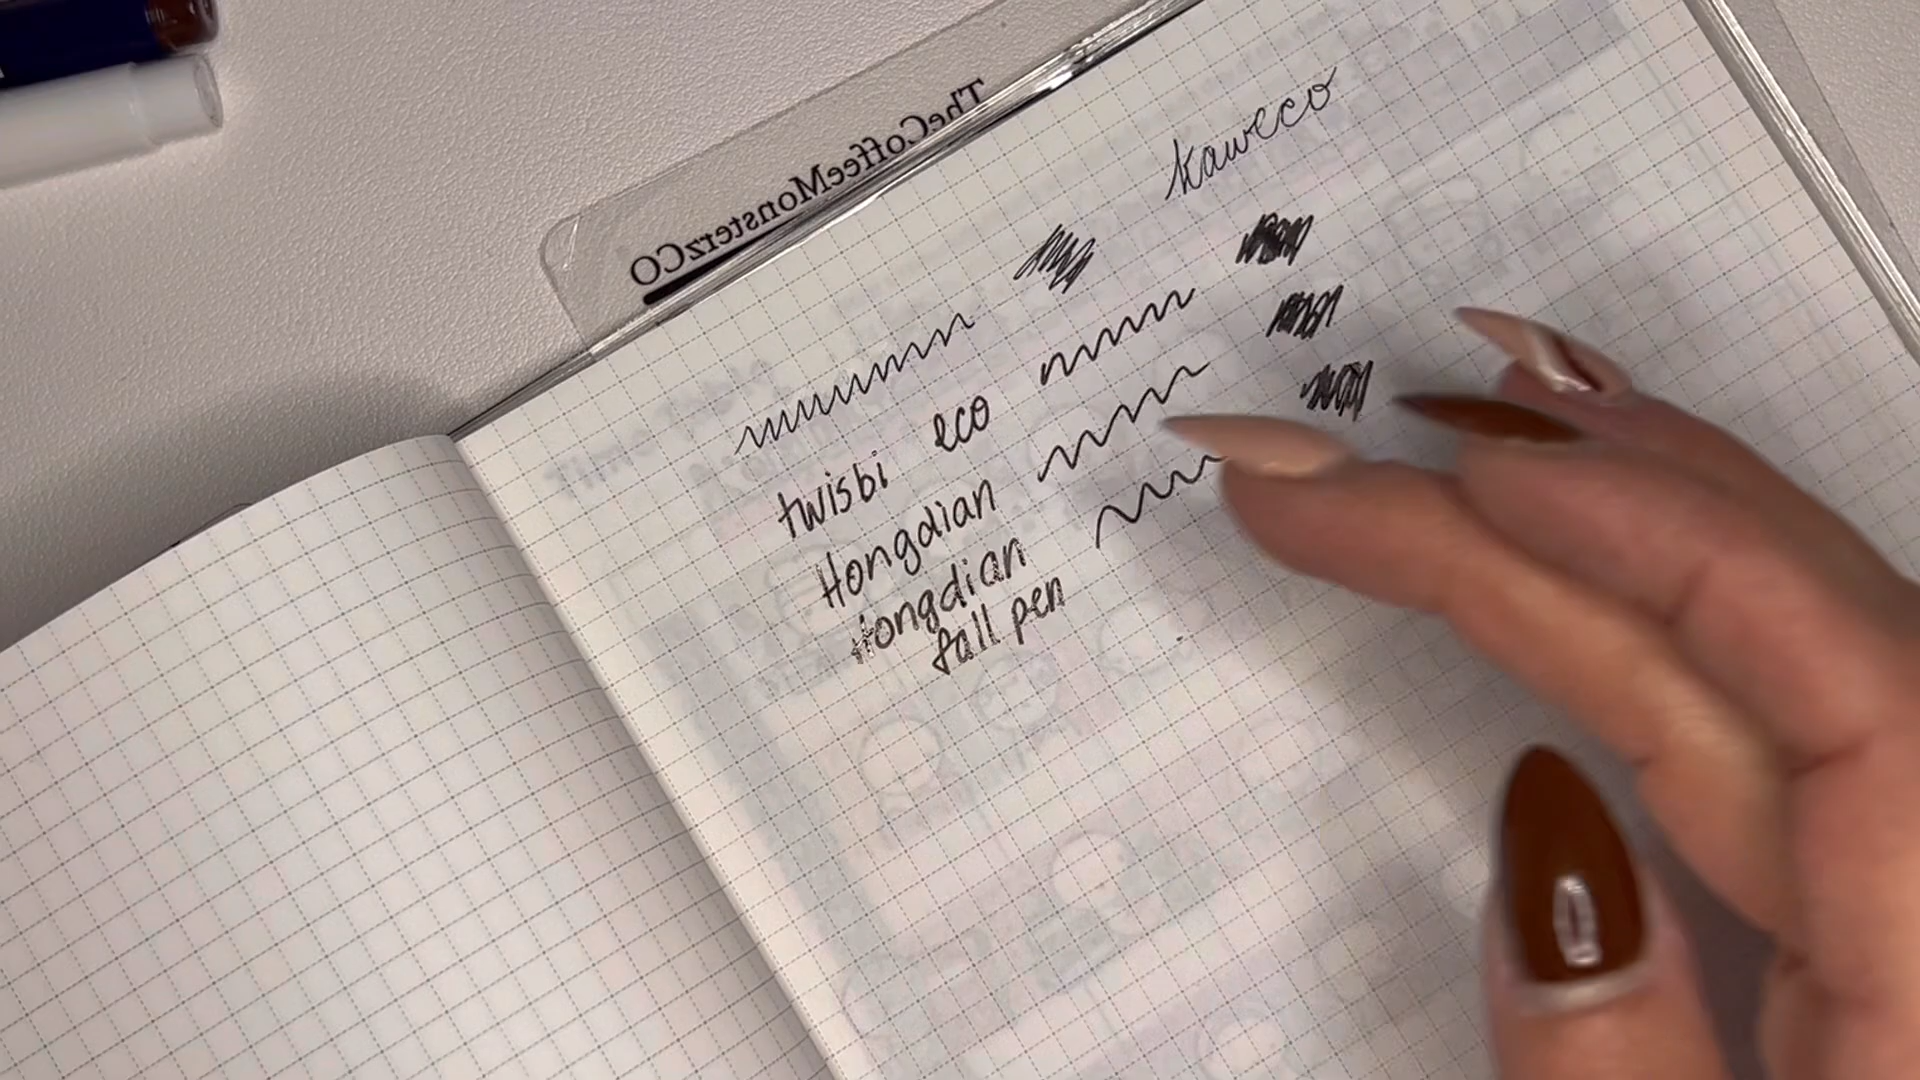 TheCoffeeMonsterzCO
kaweco
twisbi eco
Hongdian
Hongdian
fall pen